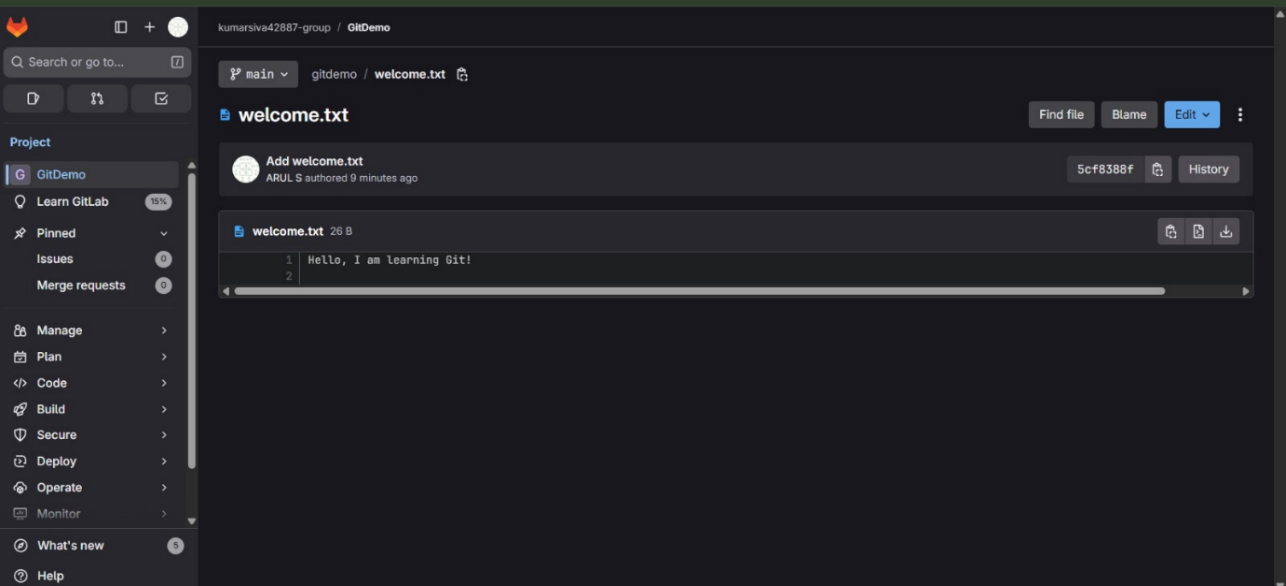 kumarsiva42887-group / GitDemo
Search or go to... /
main gitdemo / welcome.txt
welcome.txt
Find file Blame Edit
Project
Add welcome.txt
ARUL S authored 9 minutes ago
5cf8388f History
G GitDemo
Learn GitLab 15%
Pinned
Issues 0
Merge requests 0
welcome.txt 26 B
1 Hello, I am learning Git!
2
Manage
Plan
Code
Build
Secure
Deploy
Operate
Monitor
What's new 5
Help